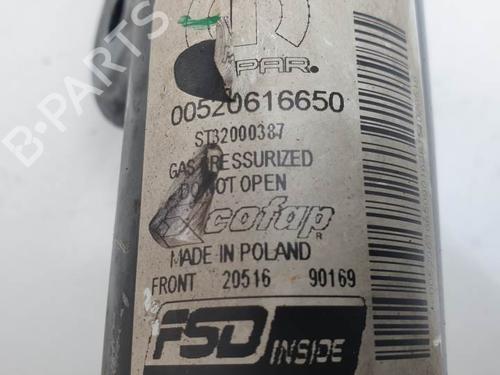 PAR.
00520616650
ST32000387
GAS PRESSURIZED
DO NOT OPEN
cofap
MADE IN POLAND
FRONT 20516 90169
FSD INSIDE
B-PARTS